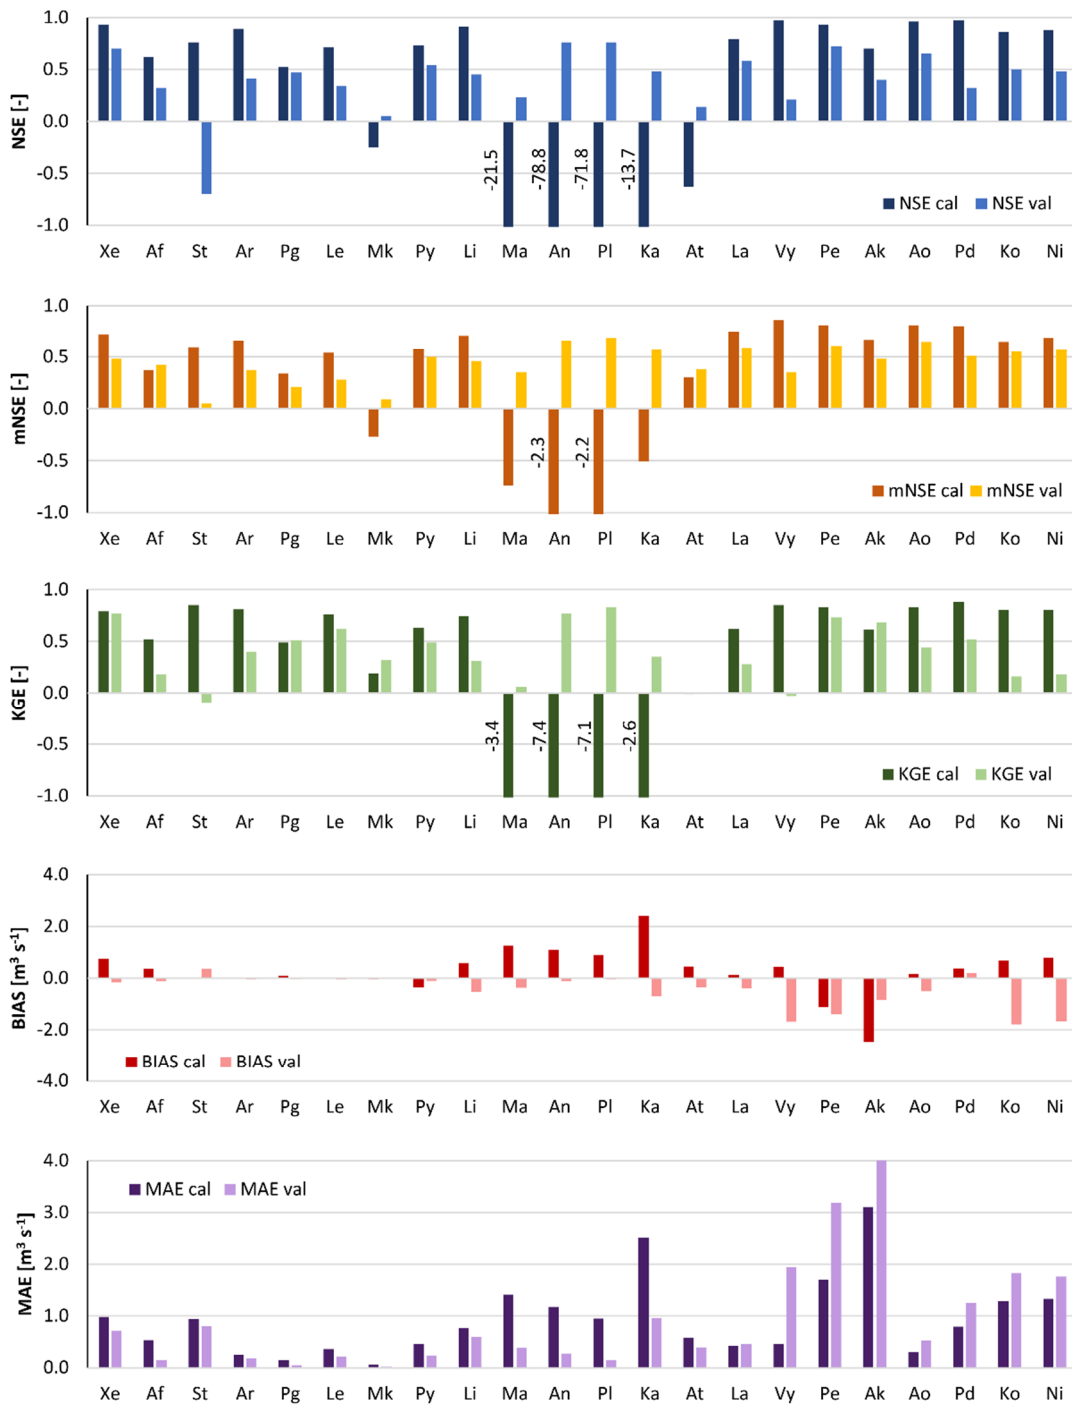 1.0
0.5
0.0
-0.5
-1.0
NSE [-]
-21.5
-78.8
-71.8
-13.7
NSE cal NSE val
Xe Af St Ar Pg Le Mk Py Li Ma An Pl Ka At La Vy Pe Ak Ao Pd Ko Ni
1.0
0.5
0.0
-0.5
-1.0
mNSE [-]
-2.3
-2.2
mNSE cal mNSE val
Xe Af St Ar Pg Le Mk Py Li Ma An Pl Ka At La Vy Pe Ak Ao Pd Ko Ni
1.0
0.5
0.0
-0.5
-1.0
KGE [-]
-3.4
-7.4
-7.1
-2.6
KGE cal KGE val
Xe Af St Ar Pg Le Mk Py Li Ma An Pl Ka At La Vy Pe Ak Ao Pd Ko Ni
4.0
2.0
0.0
-2.0
-4.0
BIAS [m³ s⁻¹]
BIAS cal BIAS val
Xe Af St Ar Pg Le Mk Py Li Ma An Pl Ka At La Vy Pe Ak Ao Pd Ko Ni
4.0
3.0
2.0
1.0
0.0
MAE [m³ s⁻¹]
MAE cal MAE val
Xe Af St Ar Pg Le Mk Py Li Ma An Pl Ka At La Vy Pe Ak Ao Pd Ko Ni